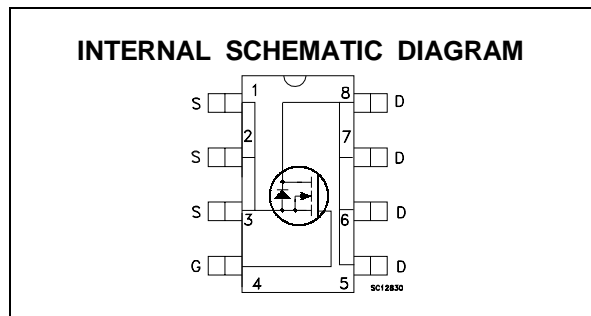 INTERNAL SCHEMATIC DIAGRAM
1 8
S D
2 7
S D
S D
3 6
G D
4 5
SC12830